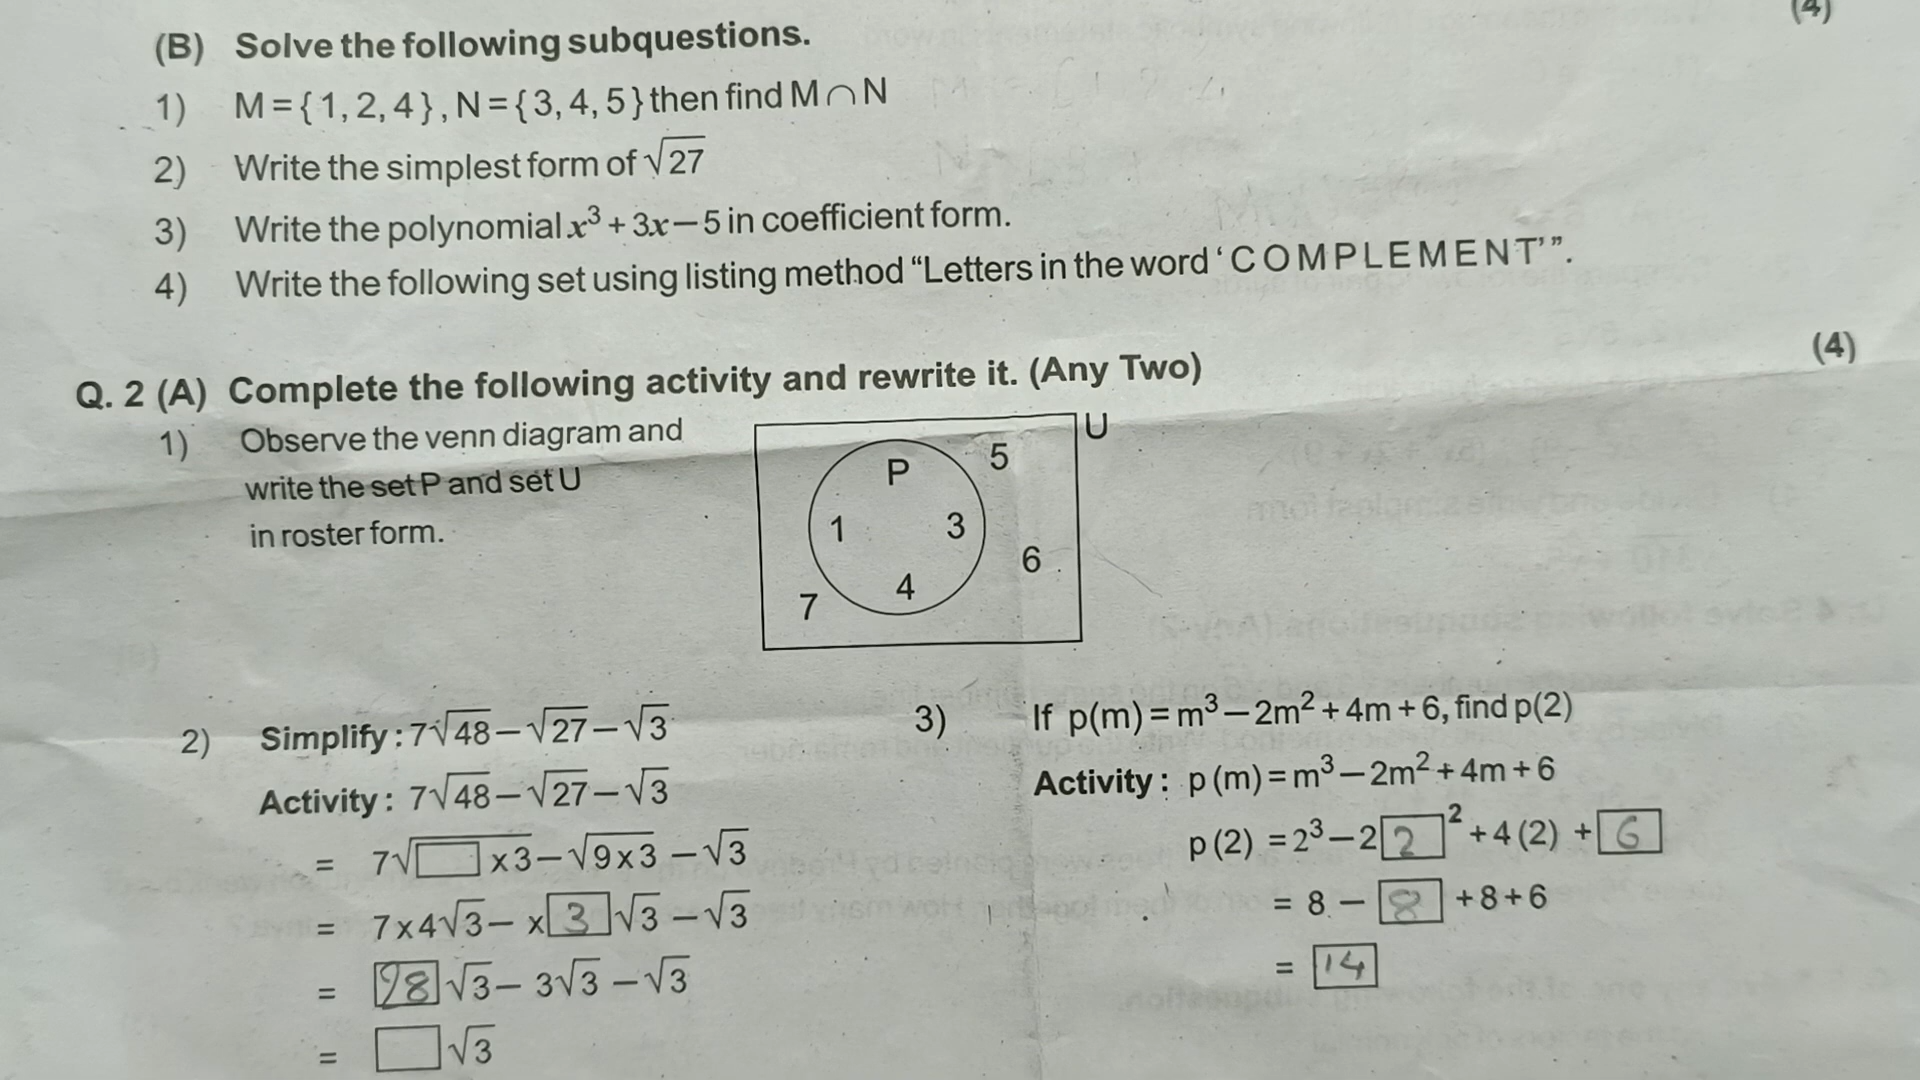 (4)
(B) Solve the following subquestions.
1) M = { 1, 2, 4 } , N = { 3, 4, 5 } then find M ∩ N
2) Write the simplest form of √27
3) Write the polynomial x³ + 3x – 5 in coefficient form.
4) Write the following set using listing method “Letters in the word ‘ C O M P L E M E N T’ ”.
Q. 2 (A) Complete the following activity and rewrite it. (Any Two) (4)
1) Observe the venn diagram and
write the set P and set U
in roster form.
U
P 5
1 3
6
4
7
2) Simplify : 7√48 – √27 – √3
Activity : 7√48 – √27 – √3
= 7√□ x 3 – √9 x 3 – √3
= 7 x 4√3 – x 3 √3 – √3
= 28 √3 – 3√3 – √3
= □ √3
3) If p(m) = m³ – 2m² + 4m + 6, find p(2)
Activity : p (m) = m³ – 2m² + 4m + 6
p (2) = 2³ – 2 2 ² + 4 (2) + 6
= 8 – 8 + 8 + 6
= 14